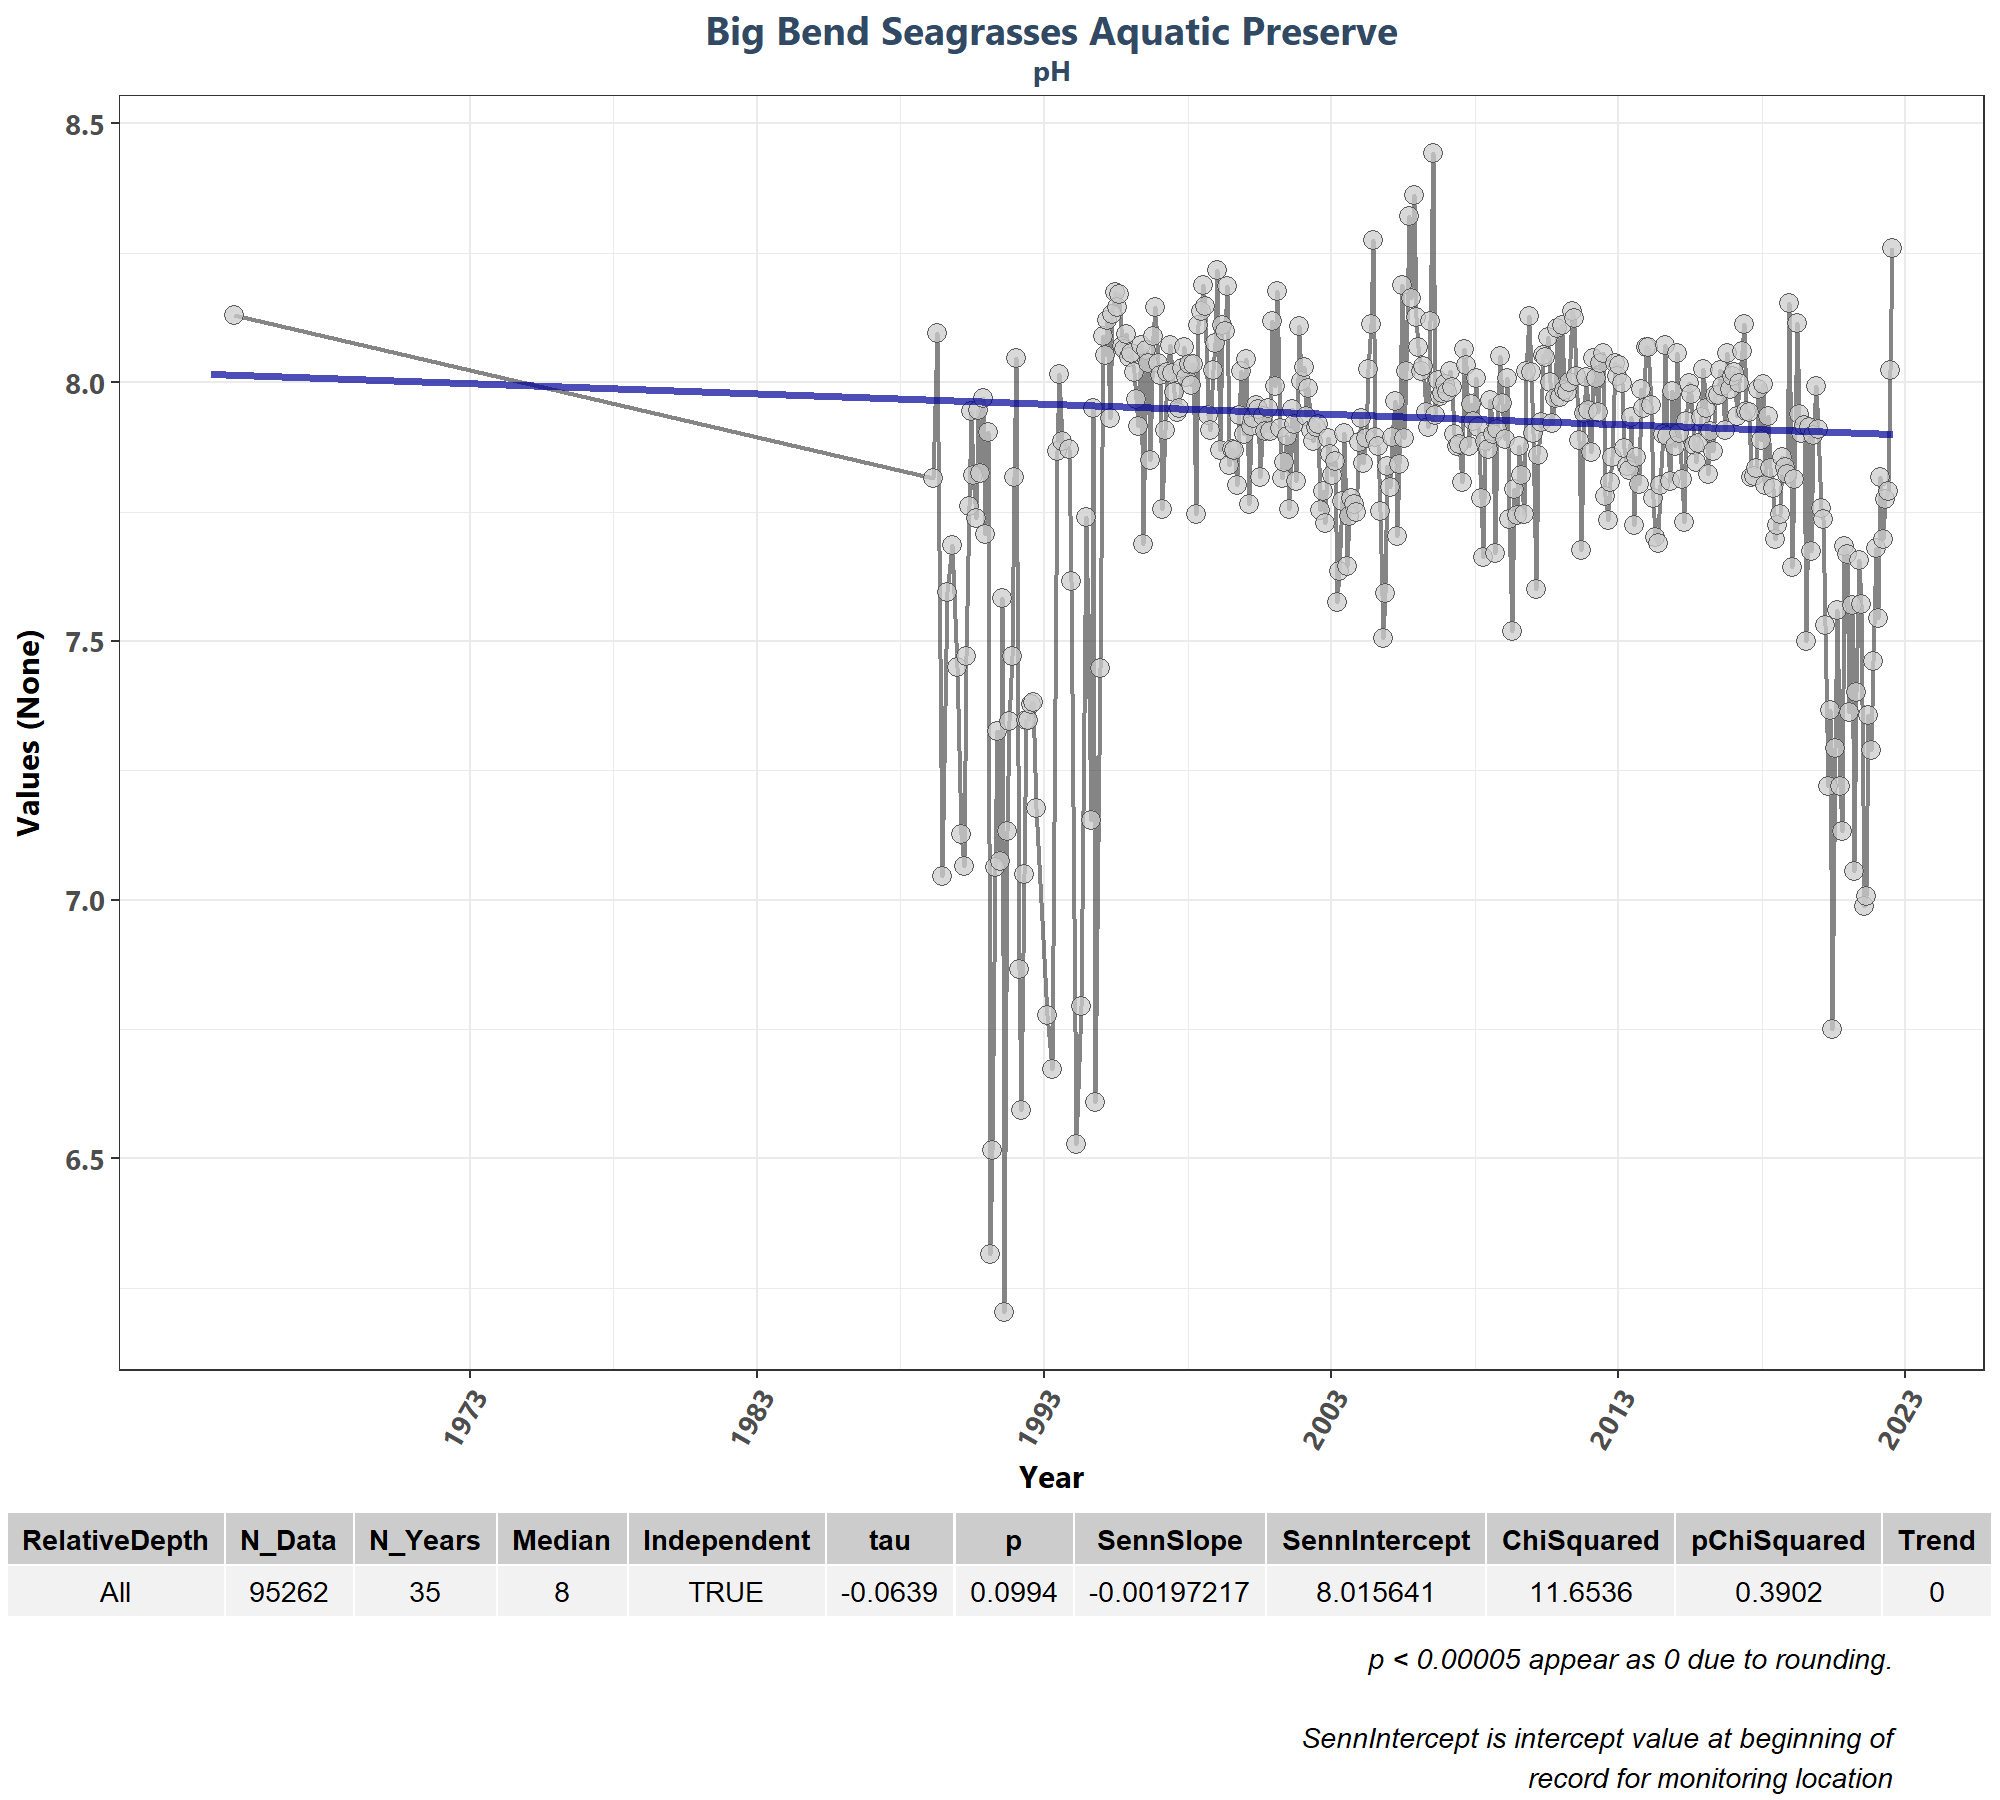 Big Bend Seagrasses Aquatic Preserve
pH
8.5
8.0
7.5
7.0
6.5
Values (None)
1973
1983
1993
2003
2013
2023
Year
RelativeDepth N_Data N_Years Median Independent tau p SennSlope SennIntercept ChiSquared pChiSquared Trend
All 95262 35 8 TRUE -0.0639 0.0994 -0.00197217 8.015641 11.6536 0.3902 0
p < 0.00005 appear as 0 due to rounding.
SennIntercept is intercept value at beginning of
record for monitoring location